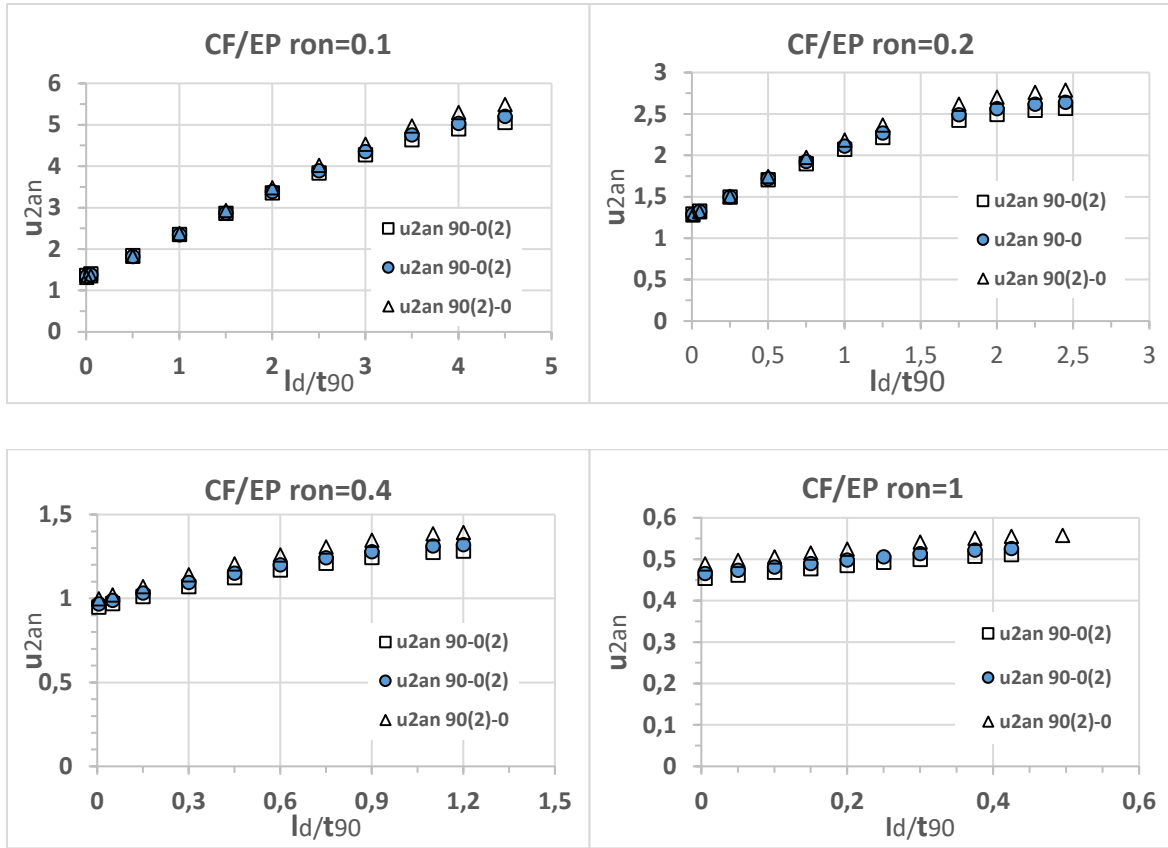 CF/EP ron=0.1
6
5
4
3
2
1
0
u2an
u2an 90-0(2)
u2an 90-0(2)
u2an 90(2)-0
0 1 2 3 4 5
ld/t90
CF/EP ron=0.2
3
2,5
2
1,5
1
0,5
0
u2an
u2an 90-0(2)
u2an 90-0
u2an 90(2)-0
0 0,5 1 1,5 2 2,5 3
ld/t90
CF/EP ron=0.4
1,5
1
0,5
0
u2an
u2an 90-0(2)
u2an 90-0(2)
u2an 90(2)-0
0 0,3 0,6 0,9 1,2 1,5
ld/t90
CF/EP ron=1
0,6
0,5
0,4
0,3
0,2
0,1
0
u2an
u2an 90-0(2)
u2an 90-0(2)
u2an 90(2)-0
0 0,2 0,4 0,6
ld/t90